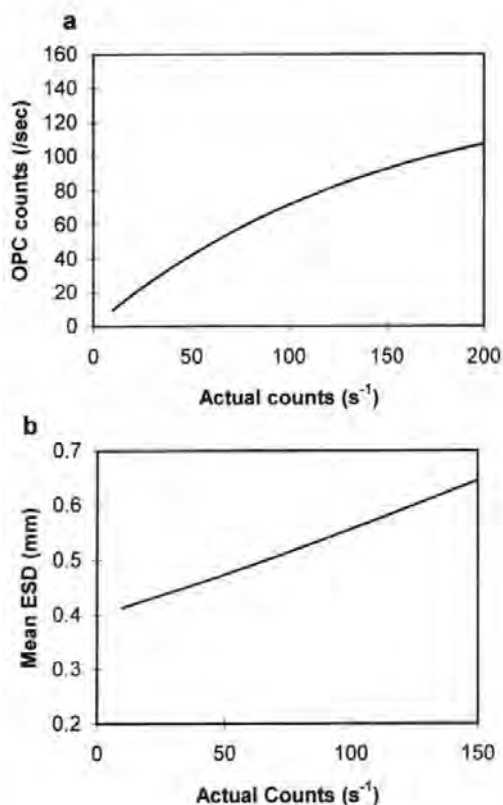 a
160
140
120
100
80
60
40
20
0
OPC counts (/sec)
0 50 100 150 200
Actual counts (s⁻¹)
b
0.7
0.6
0.5
0.4
0.3
0.2
Mean ESD (mm)
0 50 100 150
Actual Counts (s⁻¹)